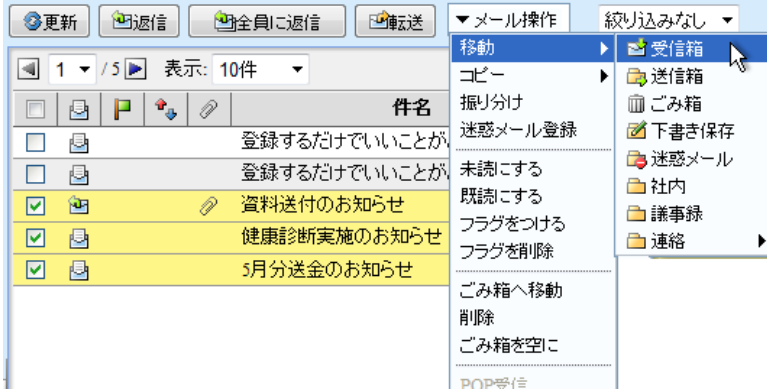 更新 返信 全員に返信 転送 ▼メール操作 絞り込みなし ▼
1 ▼ / 5 表示: 10件 ▼
件名
登録するだけでいいことが
登録するだけでいいことが
資料送付のお知らせ
健康診断実施のお知らせ
5月分送金のお知らせ
移動
コピー
振り分け
迷惑メール登録
未読にする
既読にする
フラグをつける
フラグを削除
ごみ箱へ移動
削除
ごみ箱を空に
POP受信
受信箱
送信箱
ごみ箱
下書き保存
迷惑メール
社内
議事録
連絡